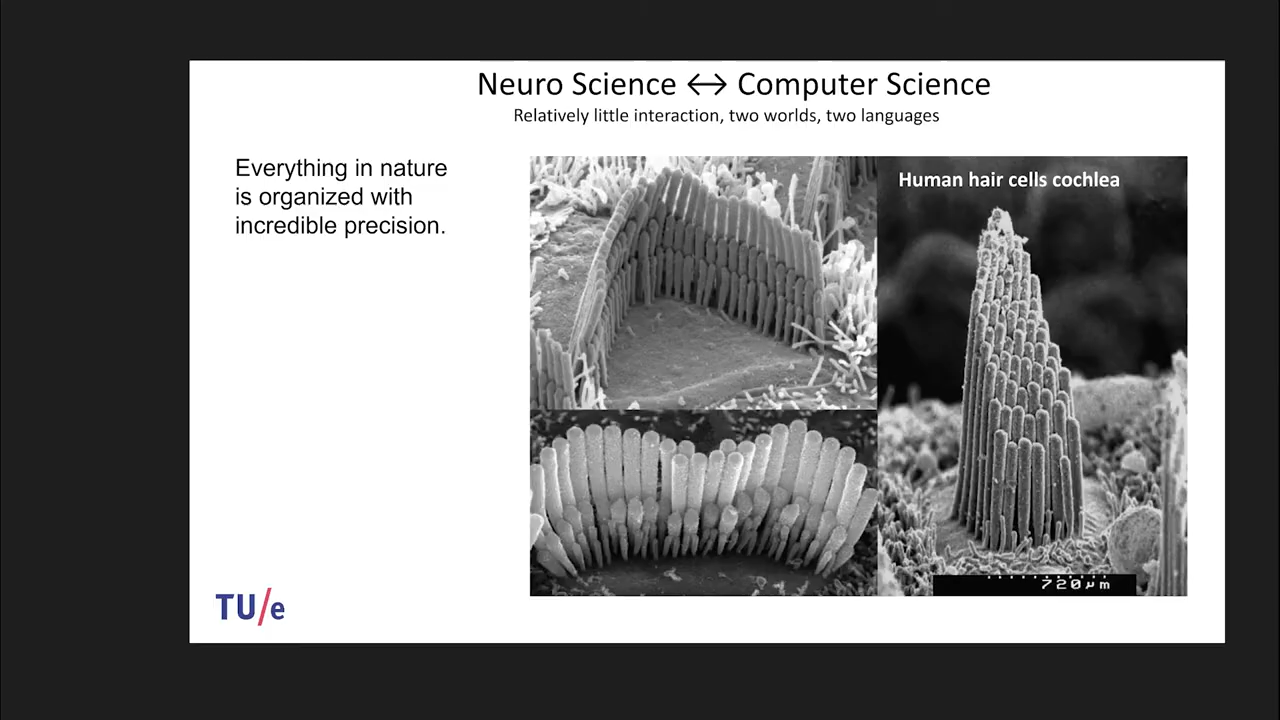 Neuro Science ↔ Computer Science
Relatively little interaction, two worlds, two languages
Everything in nature
is organized with
incredible precision.
Human hair cells cochlea
720µm
TU/e